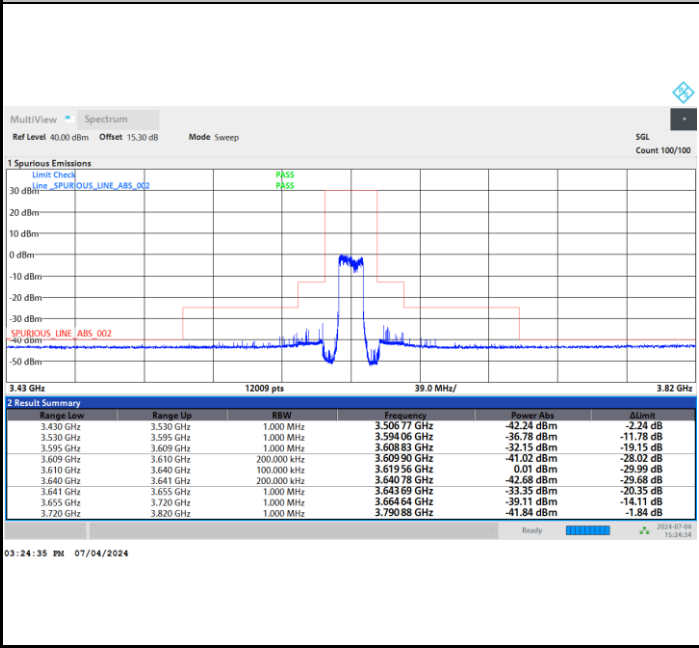 MultiView Spectrum
Ref Level 40.00 dBm Offset 15.30 dB Mode Sweep SGL
Count 100/100
1 Spurious Emissions
Limit Check PASS
Line _SPURIOUS_LINE_ABS_002 PASS
30 dBm
20 dBm
10 dBm
0 dBm
-10 dBm
-20 dBm
-30 dBm
SPURIOUS_LINE_ABS_002
-40 dBm
-50 dBm
3.43 GHz 12009 pts 39.0 MHz/ 3.82 GHz
2 Result Summary
Range Low Range Up RBW Frequency Power Abs ΔLimit
3.430 GHz 3.530 GHz 1.000 MHz 3.506 77 GHz -42.24 dBm -2.24 dB
3.530 GHz 3.595 GHz 1.000 MHz 3.594 06 GHz -36.78 dBm -11.78 dB
3.595 GHz 3.609 GHz 1.000 MHz 3.608 83 GHz -32.15 dBm -19.15 dB
3.609 GHz 3.610 GHz 200.000 kHz 3.609 90 GHz -41.02 dBm -28.02 dB
3.610 GHz 3.640 GHz 100.000 kHz 3.619 56 GHz 0.01 dBm -29.99 dB
3.640 GHz 3.641 GHz 200.000 kHz 3.640 78 GHz -42.68 dBm -29.68 dB
3.641 GHz 3.655 GHz 1.000 MHz 3.643 69 GHz -33.35 dBm -20.35 dB
3.655 GHz 3.720 GHz 1.000 MHz 3.664 64 GHz -39.11 dBm -14.11 dB
3.720 GHz 3.820 GHz 1.000 MHz 3.790 88 GHz -41.84 dBm -1.84 dB
Ready 2024-07-04
15:24:34
03:24:35 PM 07/04/2024